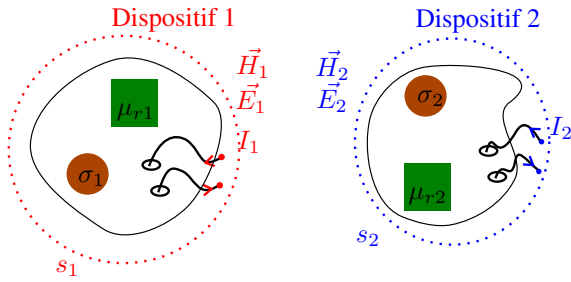 Dispositif 1
$\vec{H}_1$
$\vec{E}_1$
$\mu_{r1}$
$I_1$
$\sigma_1$
$s_1$
Dispositif 2
$\vec{H}_2$
$\vec{E}_2$
$\sigma_2$
$I_2$
$\mu_{r2}$
$s_2$